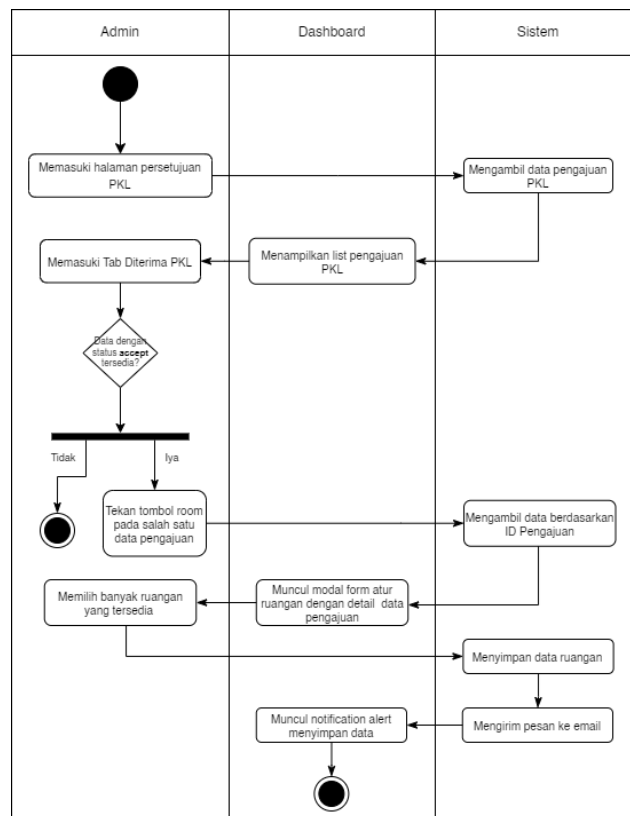 Admin
Dashboard
Sistem
Memasuki halaman persetujuan
PKL
Mengambil data pengajuan
PKL
Menampilkan list pengajuan
PKL
Memasuki Tab Diterima PKL
Data dengan
status accept
tersedia?
Tidak
Iya
Tekan tombol room
pada salah satu
data pengajuan
Mengambil data berdasarkan
ID Pengajuan
Muncul modal form atur
ruangan dengan detail data
pengajuan
Memilih banyak ruangan
yang tersedia
Menyimpan data ruangan
Mengirim pesan ke email
Muncul notification alert
menyimpan data